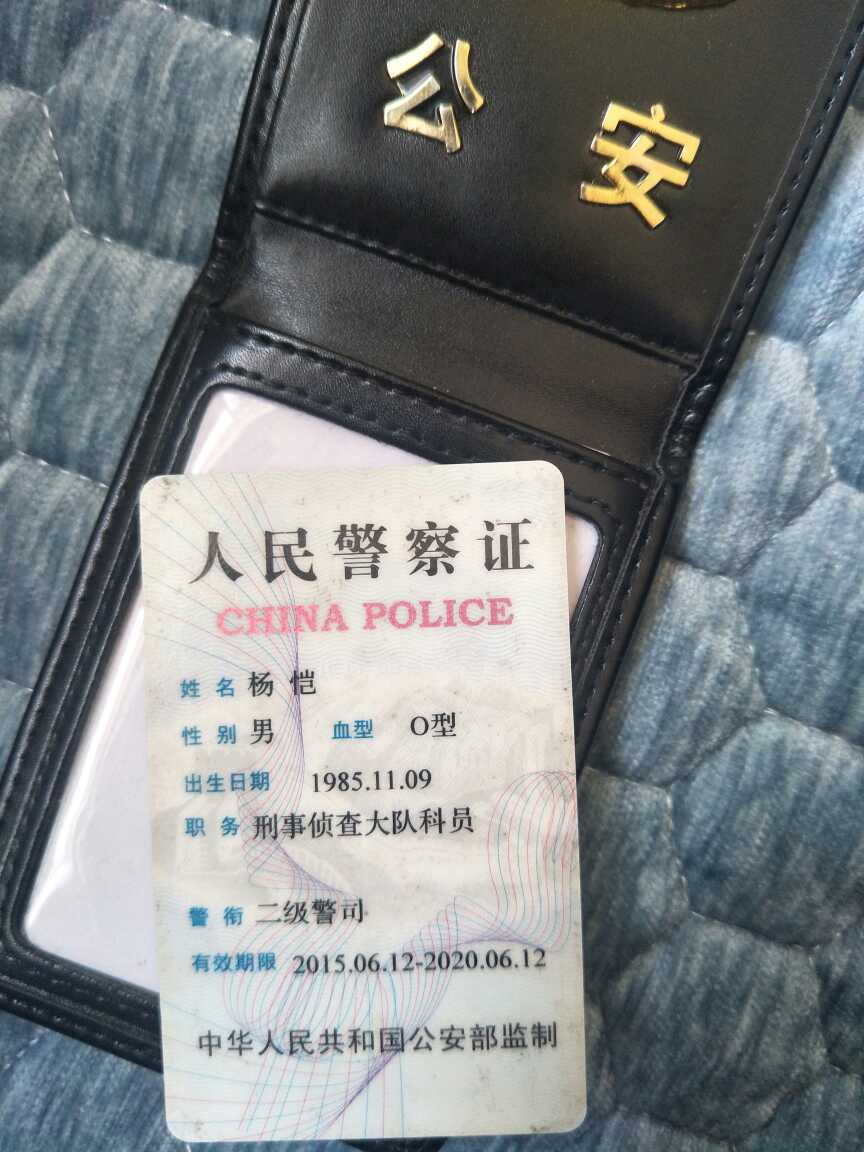 公安
人民警察证
CHINA POLICE
姓名 杨恺
性别 男 血型 O型
出生日期 1985.11.09
职务 刑事侦查大队科员
警衔 二级警司
有效期限 2015.06.12-2020.06.12
中华人民共和国公安部监制